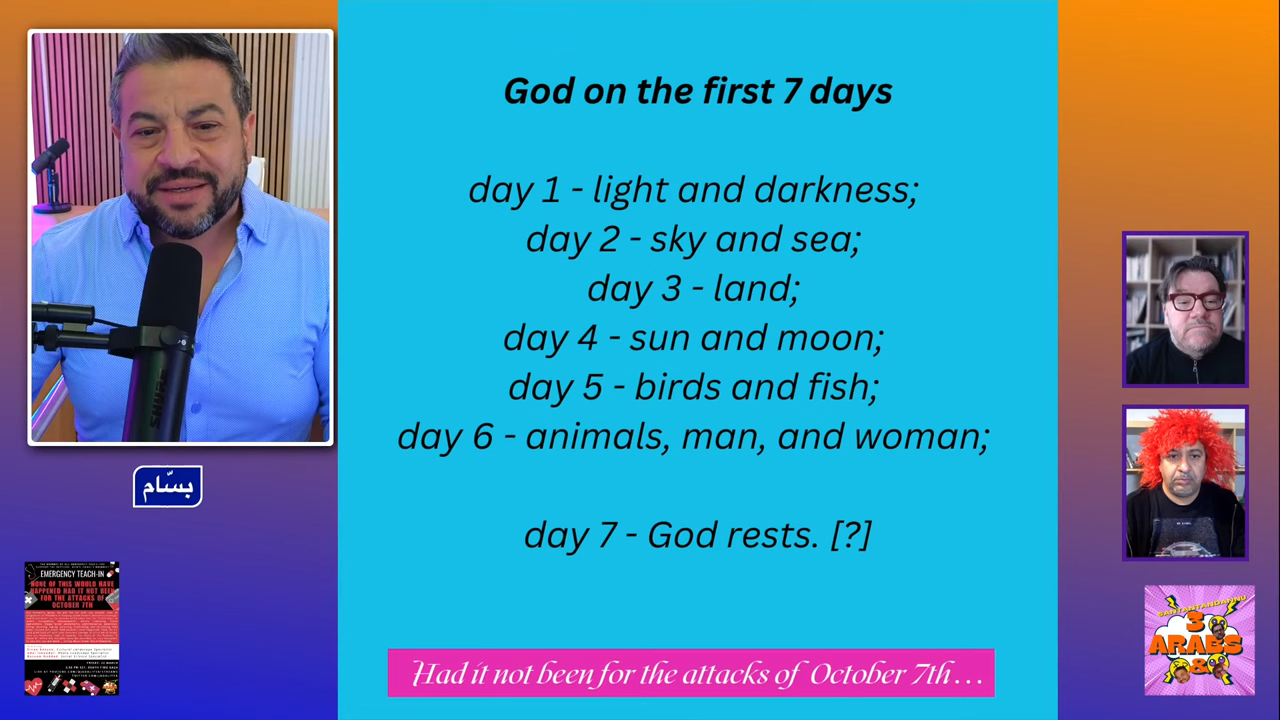 God on the first 7 days
day 1 - light and darkness;
day 2 - sky and sea;
day 3 - land;
day 4 - sun and moon;
day 5 - birds and fish;
day 6 - animals, man, and woman;
day 7 - God rests. [?]
Had it not been for the attacks of October 7th...
بسّام
EMERGENCY TEACH-IN
NONE OF THIS WOULD HAVE
HAPPENED HAD IT NOT BEEN
FOR THE ATTACKS OF
OCTOBER 7TH
3
ARABS
&